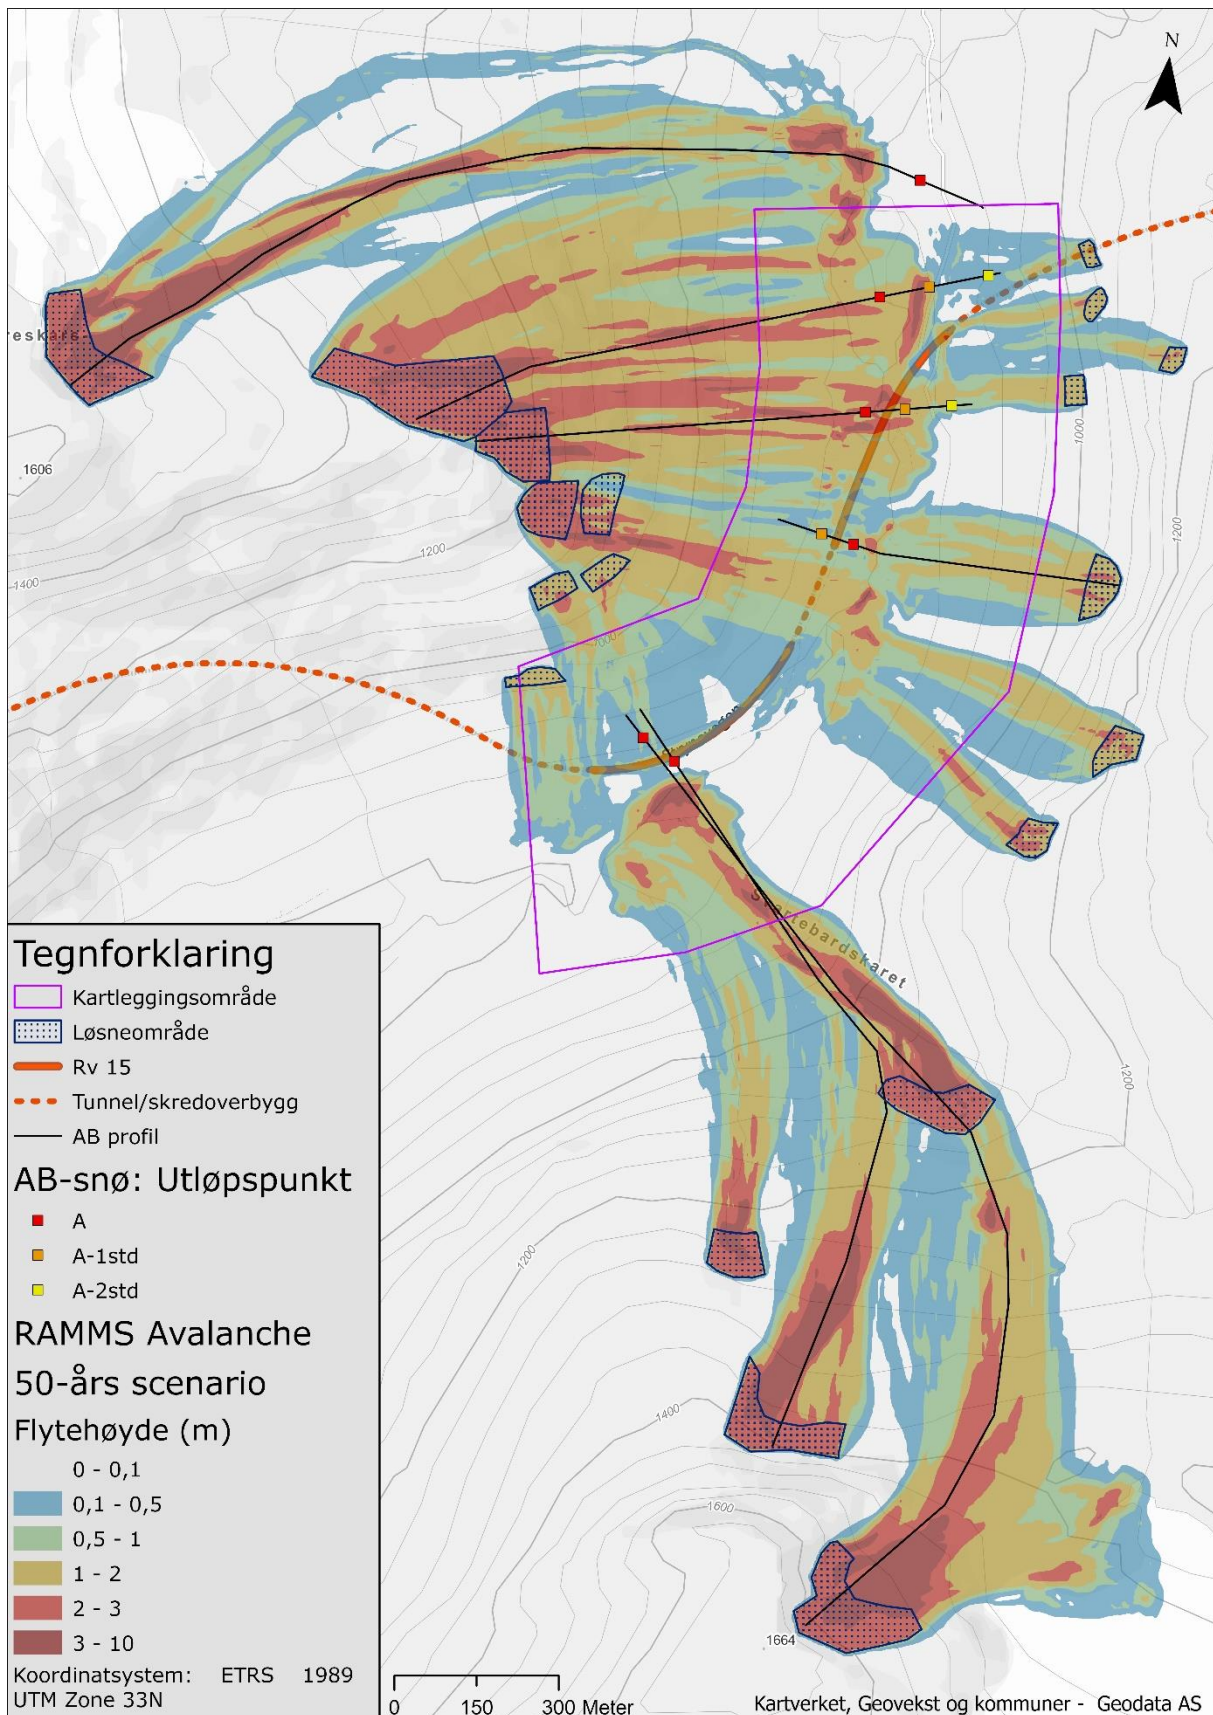 N
reskars
1606
1400
1200
1000
1000
1200
Svartebardskaret
1200
1200
1400
1600
1664
Tegnforklaring
Kartleggingsområde
Løsneområde
Rv 15
Tunnel/skredoverbygg
AB profil
AB-snø: Utløpspunkt
A
A-1std
A-2std
RAMMS Avalanche
50-års scenario
Flytehøyde (m)
0 - 0,1
0,1 - 0,5
0,5 - 1
1 - 2
2 - 3
3 - 10
Koordinatsystem: ETRS 1989
UTM Zone 33N
0 150 300 Meter
Kartverket, Geovekst og kommuner - Geodata AS